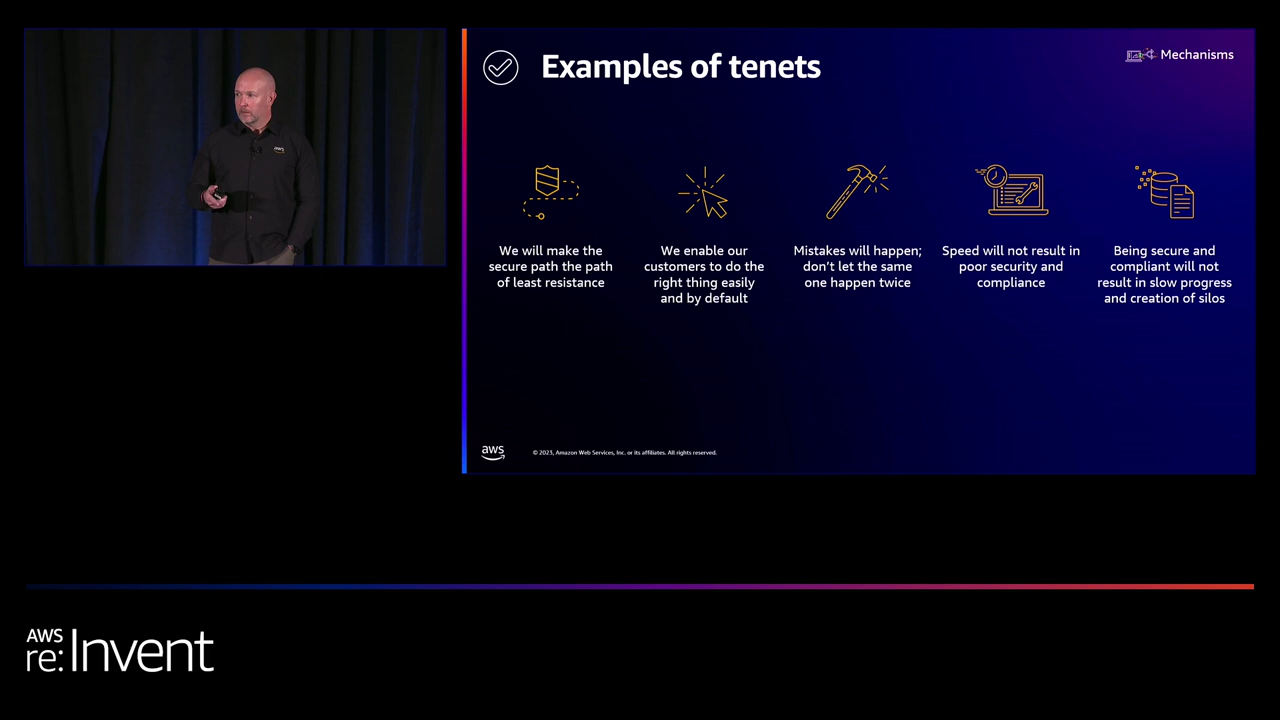 Examples of tenets
Mechanisms
We will make the
secure path the path
of least resistance
We enable our
customers to do the
right thing easily
and by default
Mistakes will happen;
don't let the same
one happen twice
Speed will not result in
poor security and
compliance
Being secure and
compliant will not
result in slow progress
and creation of silos
aws
© 2023, Amazon Web Services, Inc. or its affiliates. All rights reserved.
aws
AWS
re:Invent